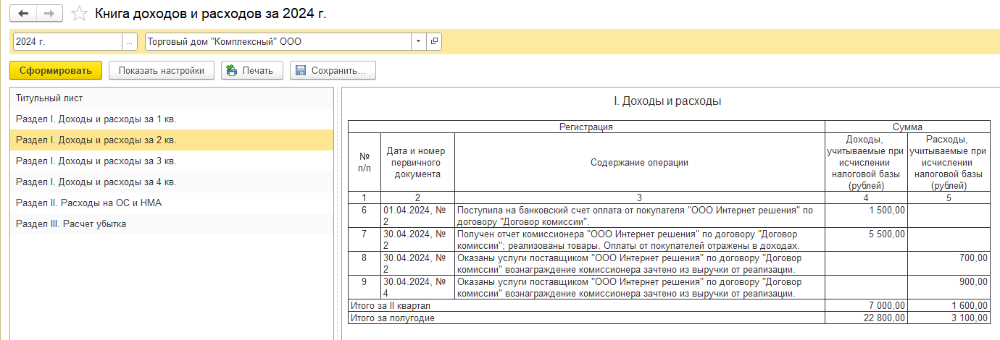 Книга доходов и расходов за 2024 г.
2024 г.
...
Торговый дом "Комплексный" ООО
Сформировать
Показать настройки
Печать
Сохранить...
Титульный лист
Раздел I. Доходы и расходы за 1 кв.
Раздел I. Доходы и расходы за 2 кв.
Раздел I. Доходы и расходы за 3 кв.
Раздел I. Доходы и расходы за 4 кв.
Раздел II. Расходы на ОС и НМА
Раздел III. Расчет убытка
I. Доходы и расходы
Регистрация
Сумма
№
п/п
Дата и номер
первичного
документа
Содержание операции
Доходы,
учитываемые при
исчислении
налоговой базы
(рублей)
Расходы,
учитываемые при
исчислении
налоговой базы
(рублей)
1 2 3 4 5
6 01.04.2024, № Поступила на банковский счет оплата от покупателя "ООО Интернет решения" по 1 500,00
2 договору "Договор комиссии".
7 30.04.2024, № Получен отчет комиссионера "ООО Интернет решения" по договору "Договор 5 500,00
2 комиссии"; реализованы товары. Оплаты от покупателей отражены в доходах.
8 30.04.2024, № Оказаны услуги поставщиком "ООО Интернет решения" по договору "Договор 700,00
2 комиссии" вознаграждение комиссионера зачтено из выручки от реализации.
9 30.04.2024, № Оказаны услуги поставщиком "ООО Интернет решения" по договору "Договор 900,00
4 комиссии" вознаграждение комиссионера зачтено из выручки от реализации.
Итого за II квартал 7 000,00 1 600,00
Итого за полугодие 22 800,00 3 100,00